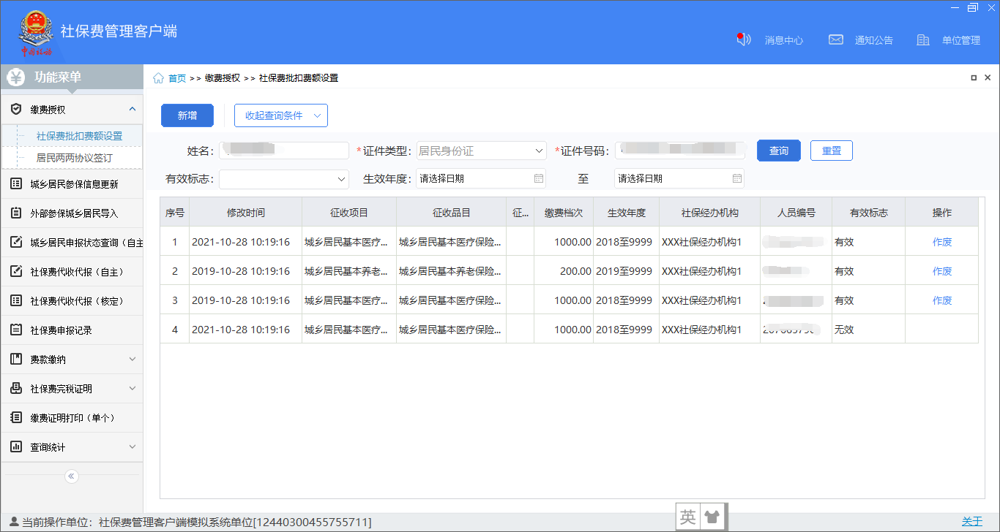 社保费管理客户端
中国税务
消息中心
通知公告
单位管理
功能菜单
首页 >> 缴费授权 >> 社保费批扣费额设置
缴费授权
社保费批扣费额设置
居民两两协议签订
城乡居民参保信息更新
外部参保城乡居民导入
城乡居民申报状态查询（自主
社保费代收代报（自主）
社保费代收代报（核定）
社保费申报记录
费款缴纳
社保费完税证明
缴费证明打印（单个）
查询统计
新增 收起查询条件
姓名: *证件类型: 居民身份证 *证件号码: 查询 重置
有效标志: 生效年度: 请选择日期 至 请选择日期
序号 修改时间 征收项目 征收品目 征... 缴费档次 生效年度 社保经办机构 人员编号 有效标志 操作
1 2021-10-28 10:19:16 城乡居民基本医疗... 城乡居民基本医疗保险... 1000.00 2018至9999 XXX社保经办机构1 有效 作废
2 2019-10-28 10:19:16 城乡居民基本养老... 城乡居民基本养老保险... 200.00 2019至9999 XXX社保经办机构1 有效 作废
3 2019-10-28 10:19:16 城乡居民基本医疗... 城乡居民基本医疗保险... 1000.00 2018至9999 XXX社保经办机构1 有效 作废
4 2021-10-28 10:19:16 城乡居民基本医疗... 城乡居民基本医疗保险... 1000.00 2018至9999 XXX社保经办机构1 无效
英
当前操作单位: 社保费管理客户端模拟系统单位[12440300455755711]
关于